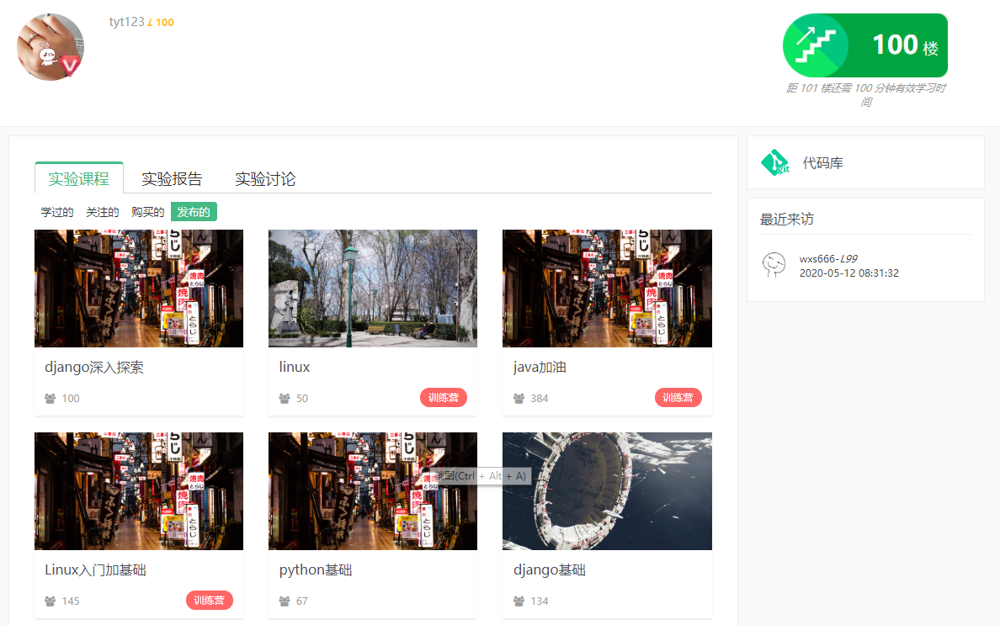 tyt123 L 100
100 楼
距 101 楼还需 100 分钟有效学习时
间
实验课程 实验报告 实验讨论
学过的 关注的 购买的 发布的
django深入探索
100
linux
50 训练营
java加油
384 训练营
Linux入门加基础
145 训练营
python基础
67
django基础
134
截图(Ctrl + Alt + A)
git 代码库
最近来访
wxs666-L99
2020-05-12 08:31:32